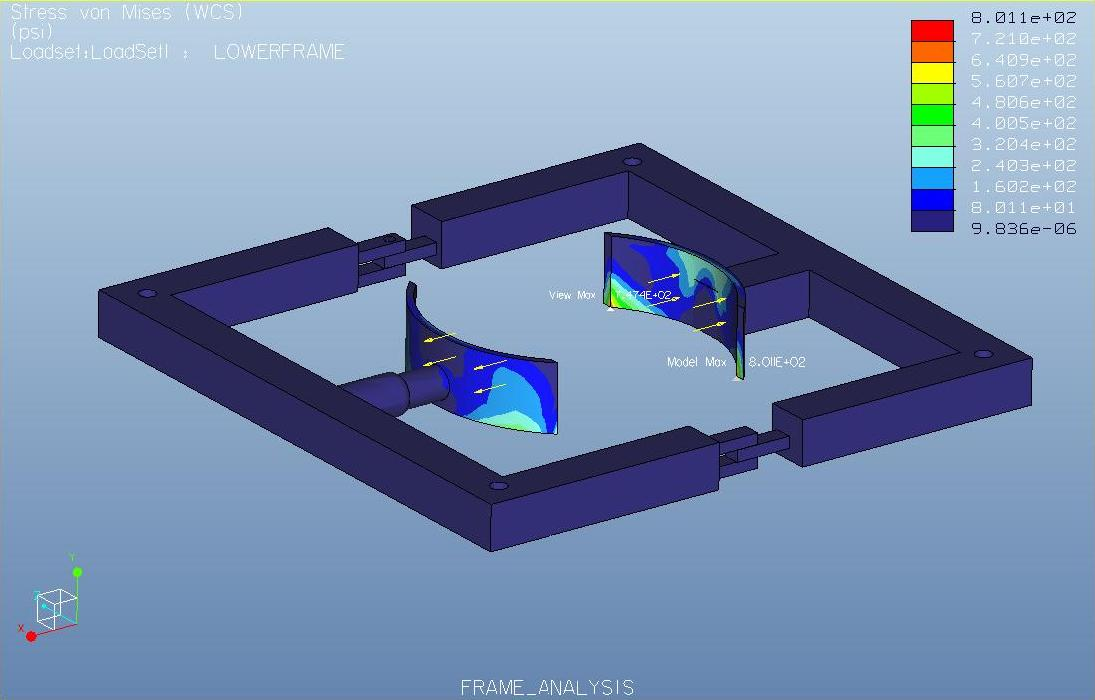 Stress von Mises (WCS)
(psi)
Loadset:LoadSet1 : LOWERFRAME
8.011e+02
7.210e+02
6.409e+02
5.607e+02
4.806e+02
4.005e+02
3.204e+02
2.403e+02
1.602e+02
8.011e+01
9.836e-06
View Max
Model Max 8.011E+02
Y
Z
X
FRAME_ANALYSIS